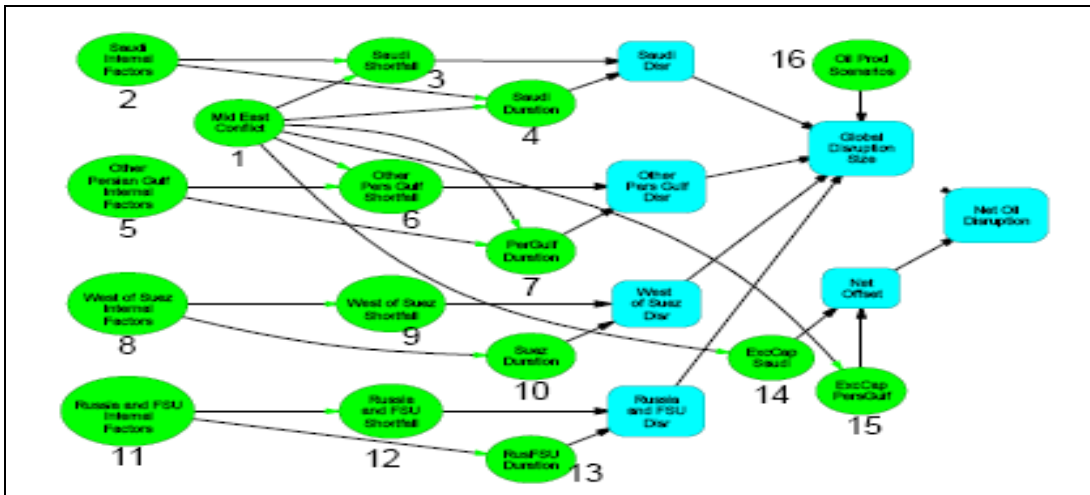 Saudi
Internal
Factors
2
Saudi
Shortfall
3
Saudi
Disr
16
Oil Prod
Scenarios
Mid East
Conflict
1
Saudi
Duration
4
Global
Disruption
Size
Other
Persian Gulf
Internal
Factors
5
Other
Pers Gulf
Shortfall
6
Other
Pers Gulf
Disr
Net Oil
Disruption
PerGulf
Duration
7
West of Suez
Internal
Factors
8
West of Suez
Shortfall
9
West
of Suez
Disr
Net
Offset
Suez
Duration
10
ExcCap
Saudi
14
ExcCap
PersGulf
15
Russia and FSU
Internal
Factors
11
Russia
and FSU
Shortfall
12
Russia
and FSU
Disr
RusFSU
Duration
13